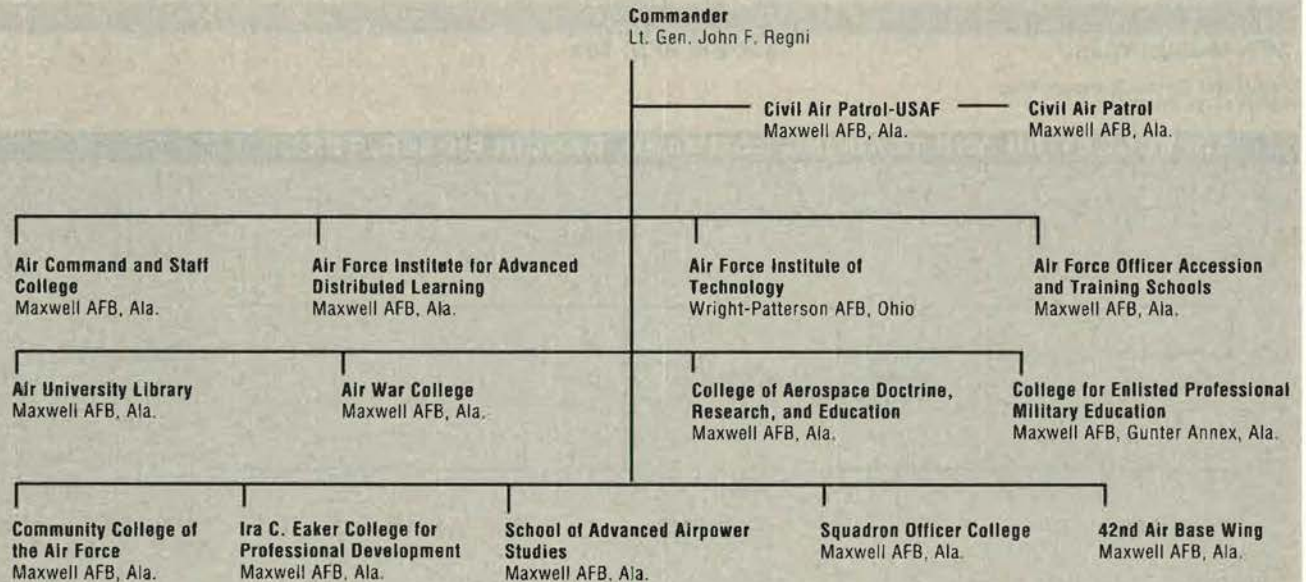 Commander
Lt. Gen. John F. Regni
Civil Air Patrol-USAF
Maxwell AFB, Ala.
Civil Air Patrol
Maxwell AFB, Ala.
Air Command and Staff
College
Maxwell AFB, Ala.
Air Force Institute for Advanced
Distributed Learning
Maxwell AFB, Ala.
Air Force Institute of
Technology
Wright-Patterson AFB, Ohio
Air Force Officer Accession
and Training Schools
Maxwell AFB, Ala.
Air University Library
Maxwell AFB, Ala.
Air War College
Maxwell AFB, Ala.
College of Aerospace Doctrine,
Research, and Education
Maxwell AFB, Ala.
College for Enlisted Professional
Military Education
Maxwell AFB, Gunter Annex, Ala.
Community College of
the Air Force
Maxwell AFB, Ala.
Ira C. Eaker College for
Professional Development
Maxwell AFB, Ala.
School of Advanced Airpower
Studies
Maxwell AFB, Ala.
Squadron Officer College
Maxwell AFB, Ala.
42nd Air Base Wing
Maxwell AFB, Ala.